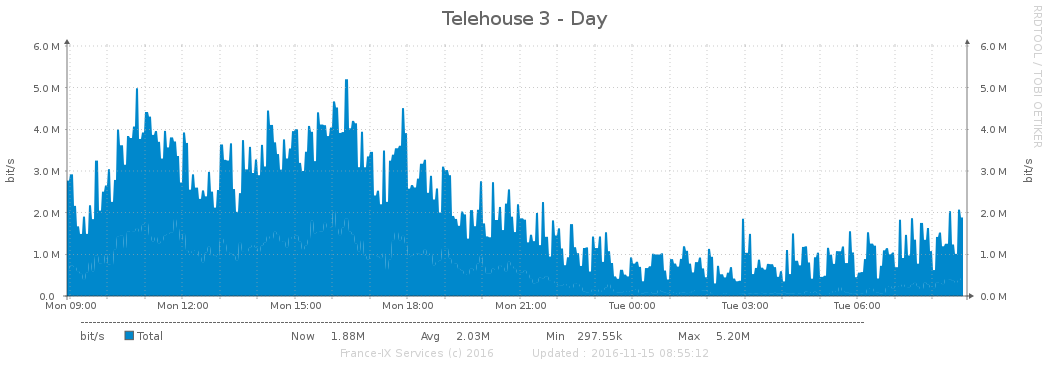 Telehouse 3 - Day
RRDTOOL / TOBI OETIKER
6.0 M 6.0 M
5.0 M 5.0 M
4.0 M 4.0 M
3.0 M 3.0 M
2.0 M 2.0 M
1.0 M 1.0 M
0.0 0.0 M
bit/s bit/s
Mon 09:00 Mon 12:00 Mon 15:00 Mon 18:00 Mon 21:00 Tue 00:00 Tue 03:00 Tue 06:00
bit/s Total Now 1.88M Avg 2.03M Min 297.55k Max 5.20M
France-IX Services (c) 2016 Updated : 2016-11-15 08:55:12